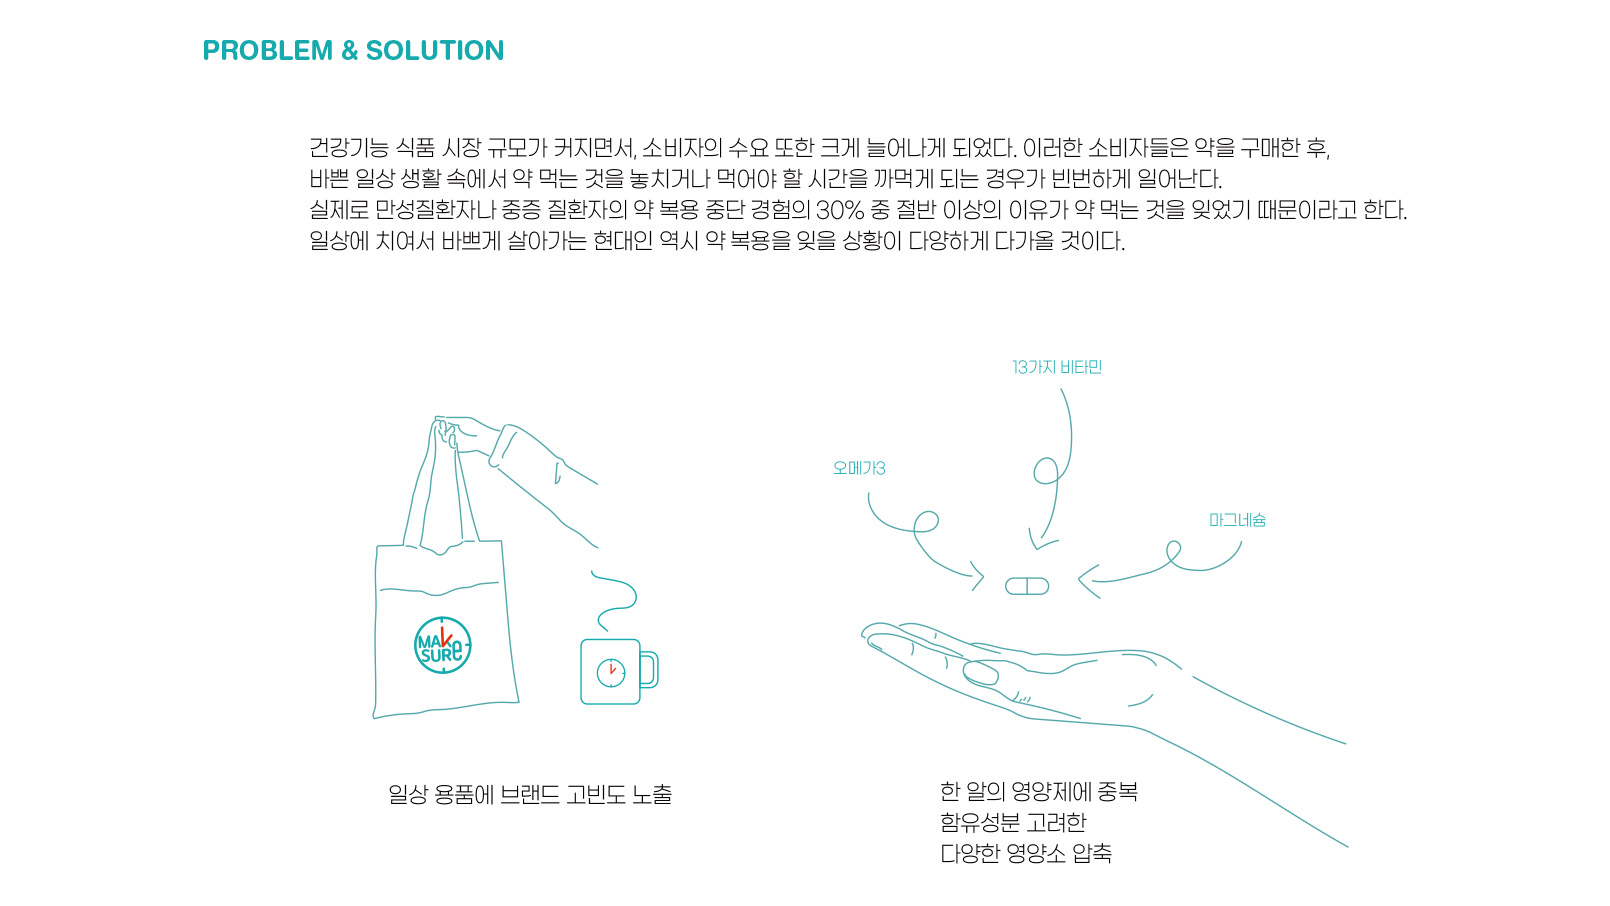 PROBLEM & SOLUTION
건강기능 식품 시장 규모가 커지면서, 소비자의 수요 또한 크게 늘어나게 되었다. 이러한 소비자들은 약을 구매한 후,
바쁜 일상 생활 속에서 약 먹는 것을 놓치거나 먹어야 할 시간을 까먹게 되는 경우가 빈번하게 일어난다.
실제로 만성질환자나 중증 질환자의 약 복용 중단 경험의 30% 중 절반 이상의 이유가 약 먹는 것을 잊었기 때문이라고 한다.
일상에 치여서 바쁘게 살아가는 현대인 역시 약 복용을 잊을 상황이 다양하게 다가올 것이다.
13가지 비타민
오메가3
마그네슘
MAke
SURe
일상 용품에 브랜드 고빈도 노출
한 알의 영양제에 중복
함유성분 고려한
다양한 영양소 압축